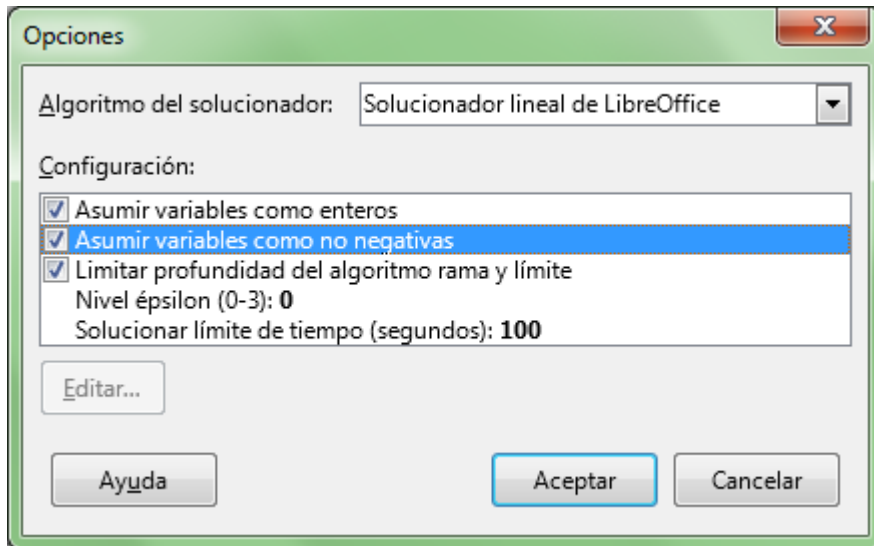 Opciones
Algoritmo del solucionador: Solucionador lineal de LibreOffice
Configuración:
Asumir variables como enteros
Asumir variables como no negativas
Limitar profundidad del algoritmo rama y límite
Nivel épsilon (0-3): 0
Solucionar límite de tiempo (segundos): 100
Editar...
Ayuda Aceptar Cancelar